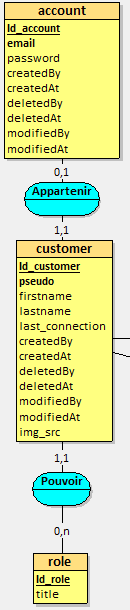 account
Id_account
email
password
createdBy
createdAt
deletedBy
deletedAt
modifiedBy
modifiedAt
0,1
Appartenir
1,1
customer
Id_customer
pseudo
firstname
lastname
last_connection
createdBy
createdAt
deletedBy
deletedAt
modifiedBy
modifiedAt
img_src
1,1
Pouvoir
0,n
role
Id_role
title